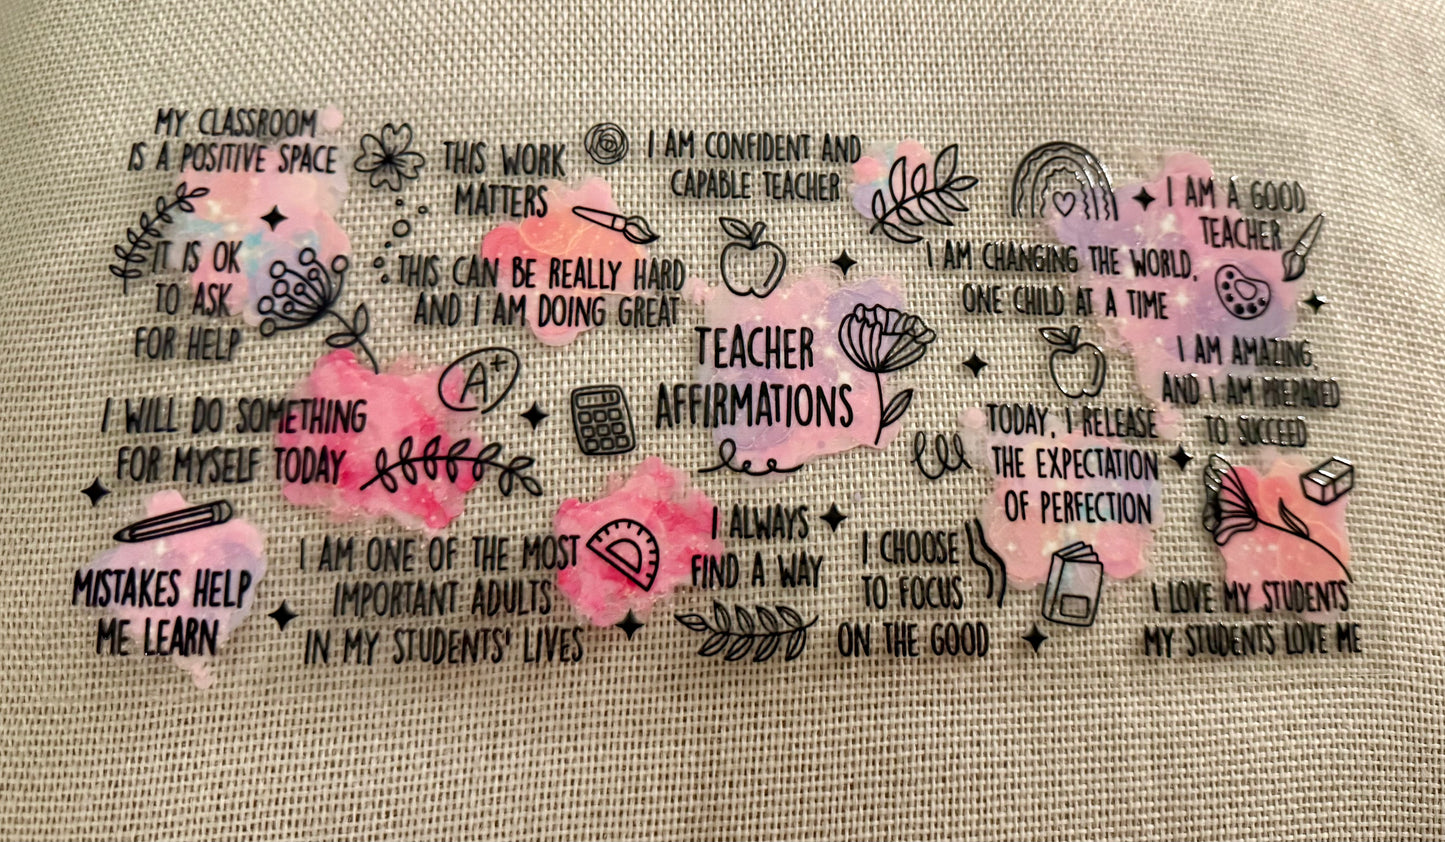 MY CLASSROOM
IS A POSITIVE SPACE
THIS WORK
MATTERS
I AM CONFIDENT AND
CAPABLE TEACHER
I AM A GOOD
TEACHER
IT IS OK
TO ASK
FOR HELP
THIS CAN BE REALLY HARD
AND I AM DOING GREAT
I AM CHANGING THE WORLD,
ONE CHILD AT A TIME
TEACHER
AFFIRMATIONS
I AM AMAZING,
AND I AM PREPARED
TO SUCCEED
A+
I WILL DO SOMETHING
FOR MYSELF TODAY
TODAY, I RELEASE
THE EXPECTATION
OF PERFECTION
MISTAKES HELP
ME LEARN
I AM ONE OF THE MOST
IMPORTANT ADULTS
IN MY STUDENTS' LIVES
I ALWAYS
FIND A WAY
I CHOOSE
TO FOCUS
ON THE GOOD
I LOVE MY STUDENTS
MY STUDENTS LOVE ME